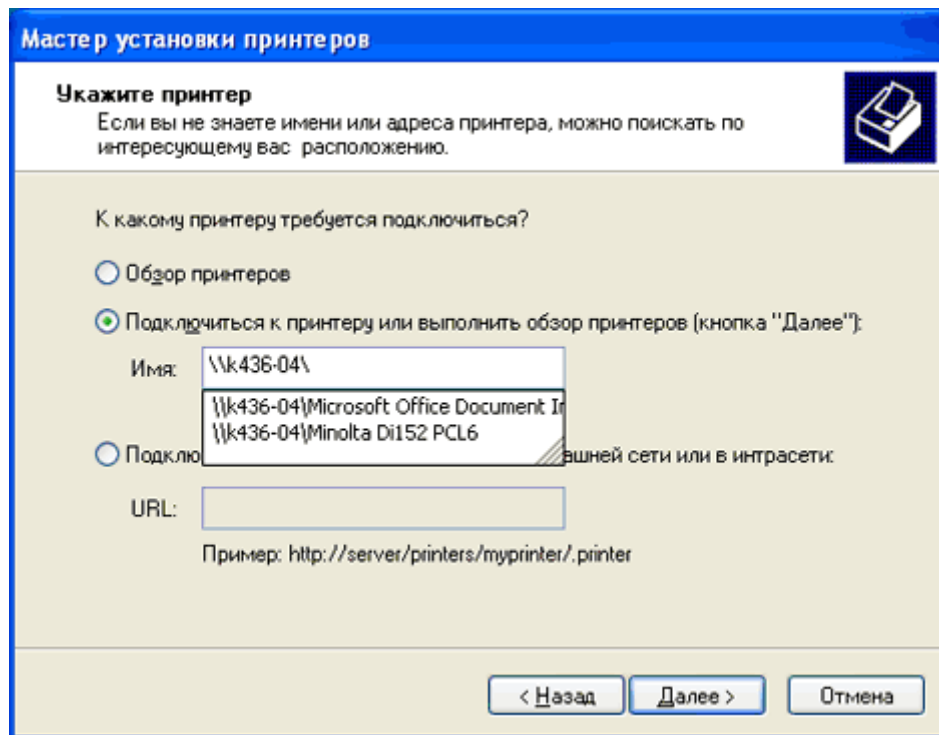 Мастер установки принтеров
Укажите принтер
Если вы не знаете имени или адреса принтера, можно поискать по
интересующему вас расположению.
К какому принтеру требуется подключиться?
Обзор принтеров
Подключиться к принтеру или выполнить обзор принтеров (кнопка "Далее"):
Имя: \\k436-04\
\\k436-04\Microsoft Office Document
\\k436-04\Minolta Di152 PCL6
сети или в интрасети:
URL:
Пример: http://server/printers/myprinter/.printer
< Назад Далее > Отмена